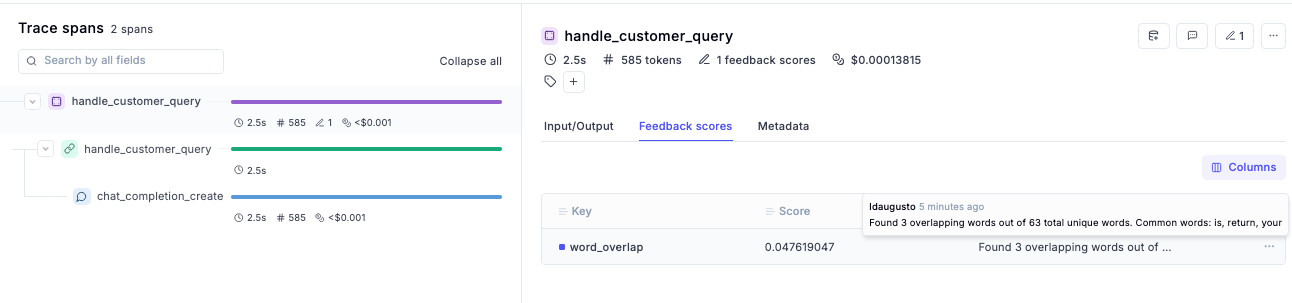 Trace spans 2 spans
Search by all fields
Collapse all
handle_customer_query
2.5s 585 1 <$0.001
handle_customer_query
2.5s
chat_completion_create
2.5s 585 <$0.001
handle_customer_query
1
2.5s 585 tokens 1 feedback scores $0.00013815
Input/Output Feedback scores Metadata
Columns
Key Score
ldaugusto 5 minutes ago
Found 3 overlapping words out of 63 total unique words. Common words: is, return, your
word_overlap 0.047619047 Found 3 overlapping words out of ...